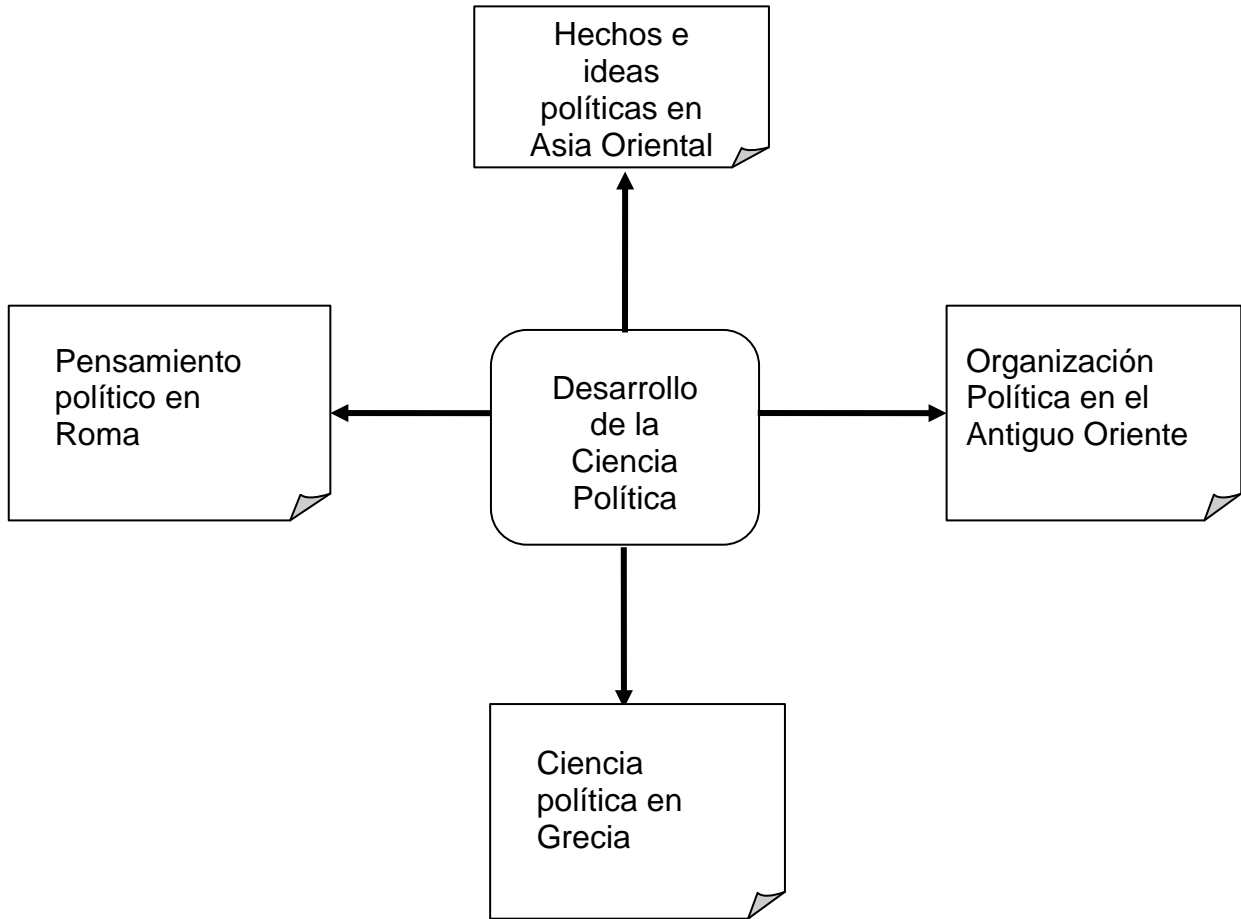 Hechos e
ideas
políticas en
Asia Oriental
Pensamiento
político en
Roma
Desarrollo
de la
Ciencia
Política
Organización
Política en el
Antiguo Oriente
Ciencia
política en
Grecia